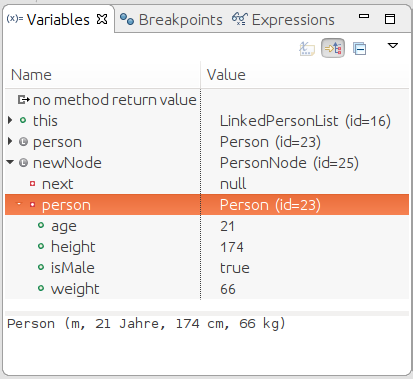 (x)= Variables Breakpoints Expressions
Name Value
no method return value
this LinkedPersonList (id=16)
person Person (id=23)
newNode PersonNode (id=25)
next null
person Person (id=23)
age 21
height 174
isMale true
weight 66
Person (m, 21 Jahre, 174 cm, 66 kg)